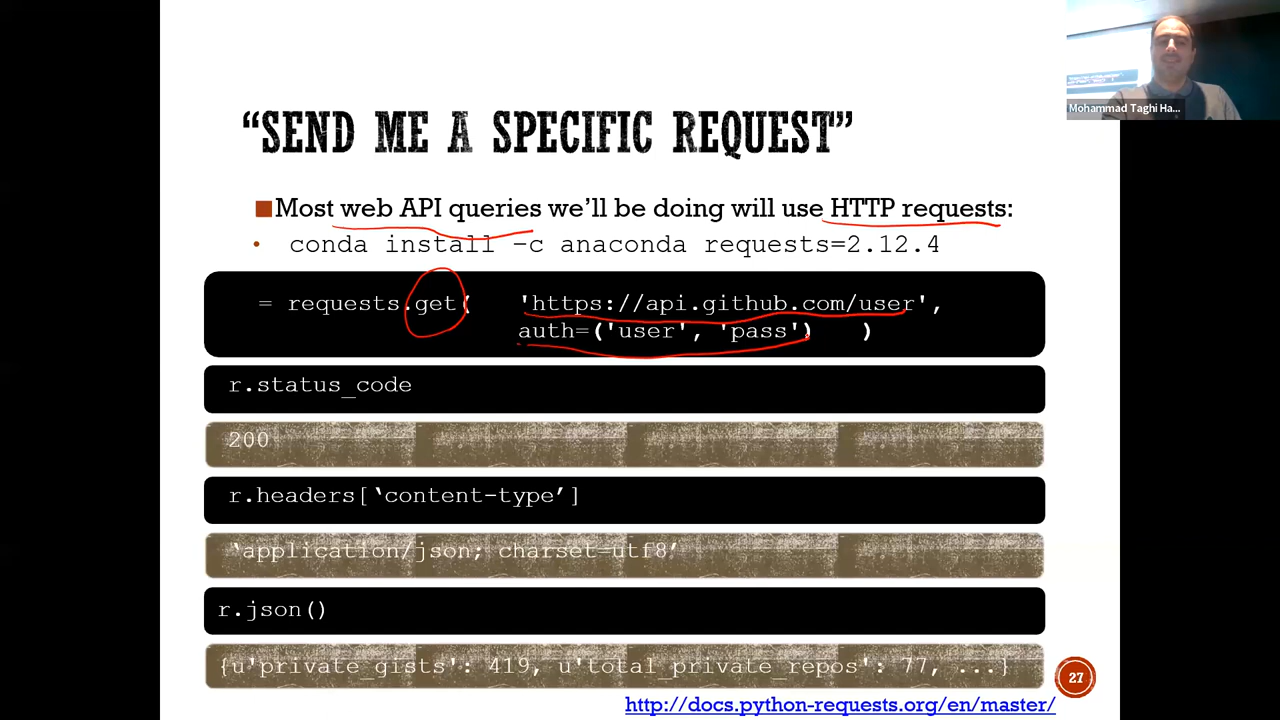 Mohammad Taghi Ha...
“SEND ME A SPECIFIC REQUEST”
Most web API queries we’ll be doing will use HTTP requests:
• conda install –c anaconda requests=2.12.4
= requests.get( 'https://api.github.com/user',
auth=('user', 'pass') )
r.status_code
200
r.headers[‘content-type’]
‘application/json; charset=utf8’
r.json()
{u'private_gists': 419, u'total_private_repos': 77, ...}
27
http://docs.python-requests.org/en/master/